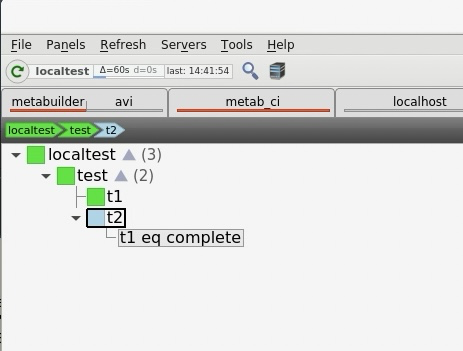 File Panels Refresh Servers Tools Help
localtest Δ=60s d=0s last: 14:41:54
metabuilder avi metab_ci localhost
localtest test t2
localtest (3)
test (2)
t1
t2
t1 eq complete